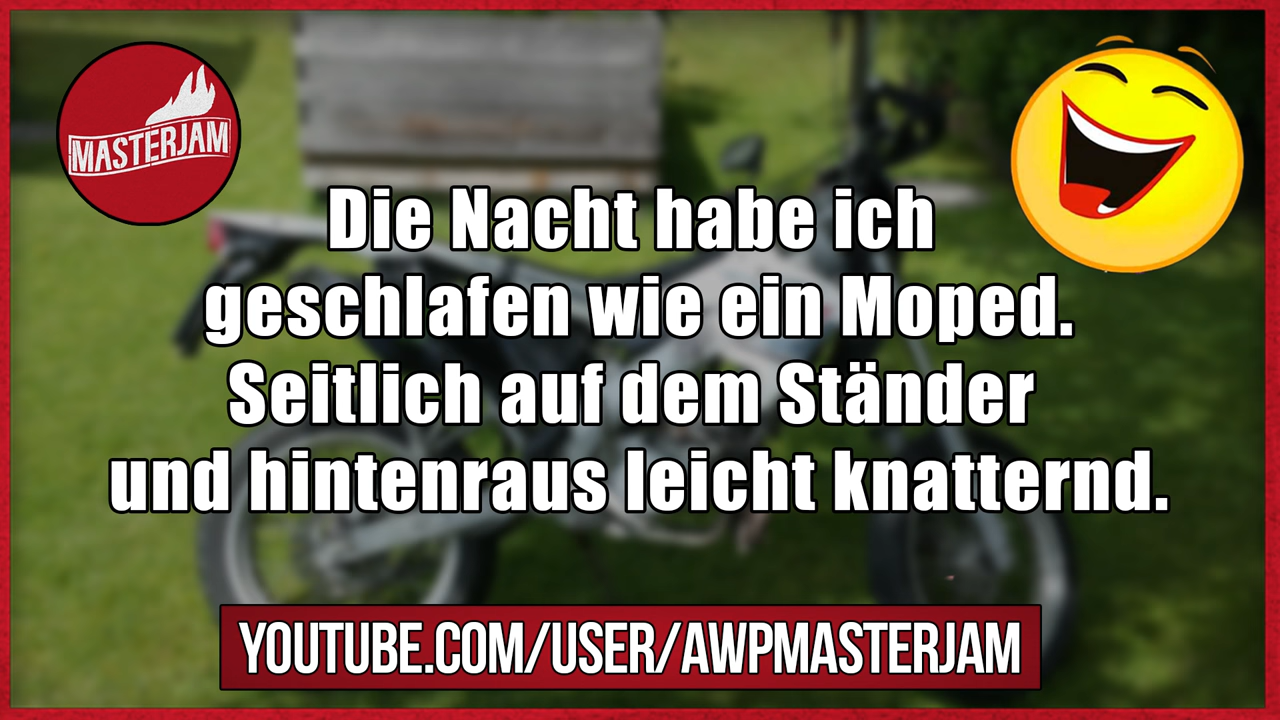 MASTERJAM
Die Nacht habe ich
geschlafen wie ein Moped.
Seitlich auf dem Ständer
und hintenraus leicht knatternd.
YOUTUBE.COM/USER/AWPMASTERJAM